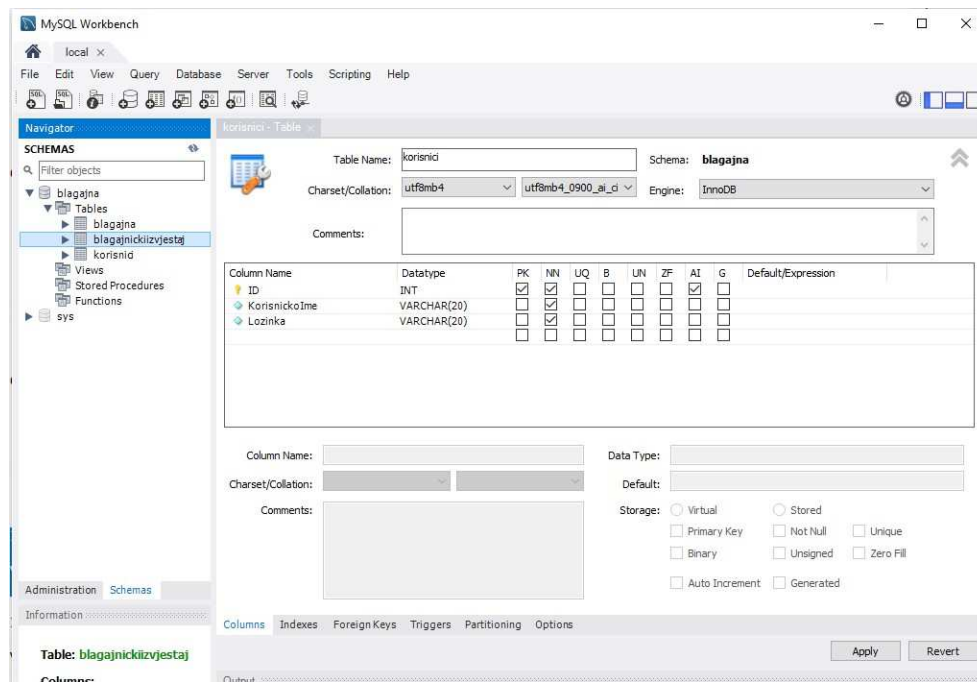 MySQL Workbench
local
File Edit View Query Database Server Tools Scripting Help
Navigator
SCHEMAS
Filter objects
blagajna
Tables
blagajna
blagajnickiizvjestaj
korisnici
Views
Stored Procedures
Functions
sys
Administration Schemas
Information
Table: blagajnickiizvjestaj
Columns:
korisnici - Table
Table Name: korisnici Schema: blagajna
Charset/Collation: utf8mb4 utf8mb4_0900_ai_ci Engine: InnoDB
Comments:
Column Name Datatype PK NN UQ B UN ZF AI G Default/Expression
ID INT
KorisnickoIme VARCHAR(20)
Lozinka VARCHAR(20)
Column Name: Data Type:
Charset/Collation: Default:
Comments: Storage: Virtual Stored
Primary Key Not Null Unique
Binary Unsigned Zero Fill
Auto Increment Generated
Columns Indexes Foreign Keys Triggers Partitioning Options
Apply Revert
Output